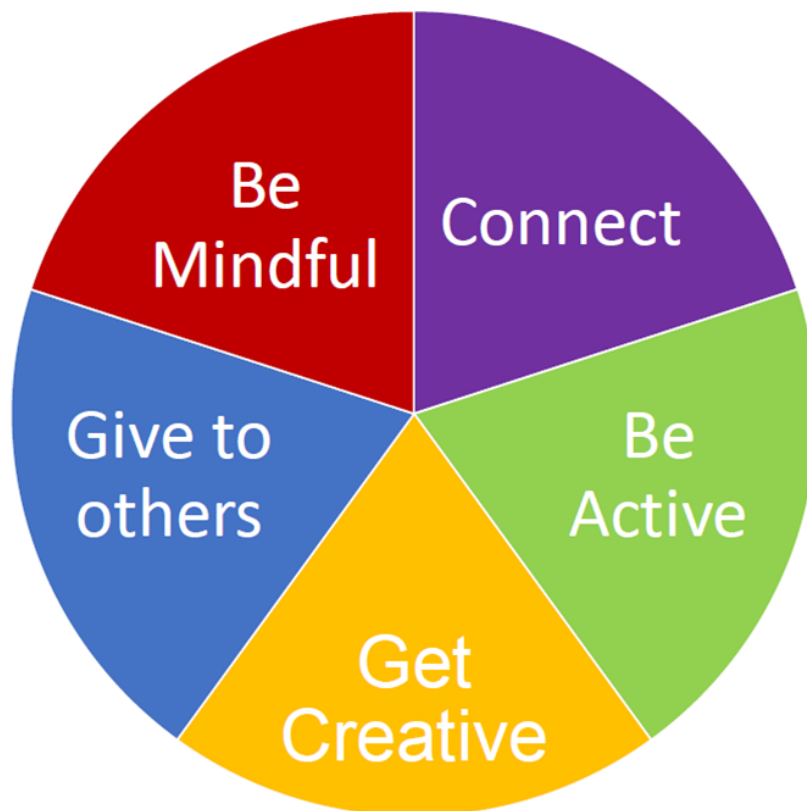 Be
Mindful
Connect
Give to
others
Be
Active
Get
Creative